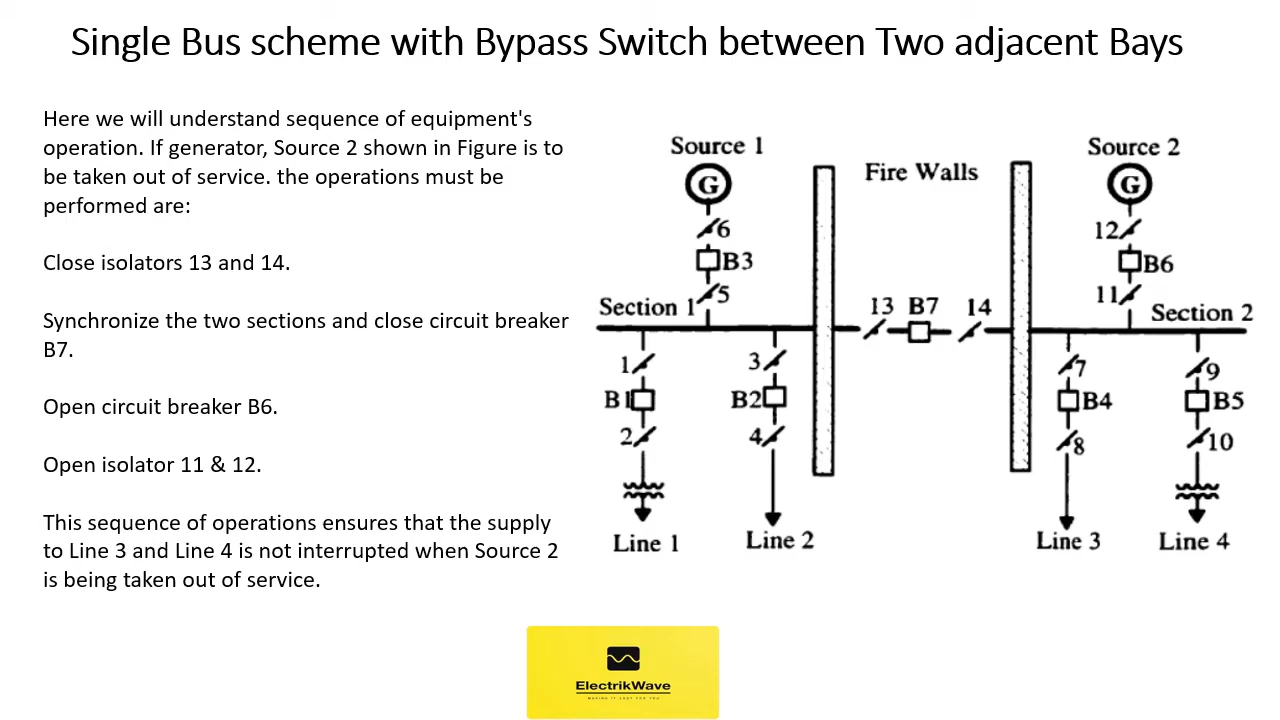 Single Bus scheme with Bypass Switch between Two adjacent Bays
Here we will understand sequence of equipment's
operation. If generator, Source 2 shown in Figure is to
be taken out of service. the operations must be
performed are:
Close isolators 13 and 14.
Synchronize the two sections and close circuit breaker
B7.
Open circuit breaker B6.
Open isolator 11 & 12.
This sequence of operations ensures that the supply
to Line 3 and Line 4 is not interrupted when Source 2
is being taken out of service.
Source 1
Fire Walls
Source 2
G
G
6
12
B3
B6
5
11
Section 1
13 B7 14
Section 2
1
3
7
9
B1
B2
B4
B5
2
4
8
10
Line 1
Line 2
Line 3
Line 4
ElectrikWave